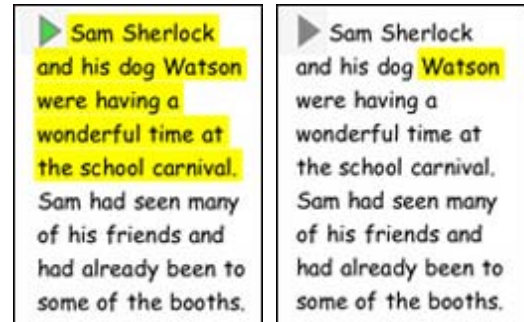 Sam Sherlock
and his dog Watson
were having a
wonderful time at
the school carnival.
Sam had seen many
of his friends and
had already been to
some of the booths.
Sam Sherlock
and his dog Watson
were having a
wonderful time at
the school carnival.
Sam had seen many
of his friends and
had already been to
some of the booths.